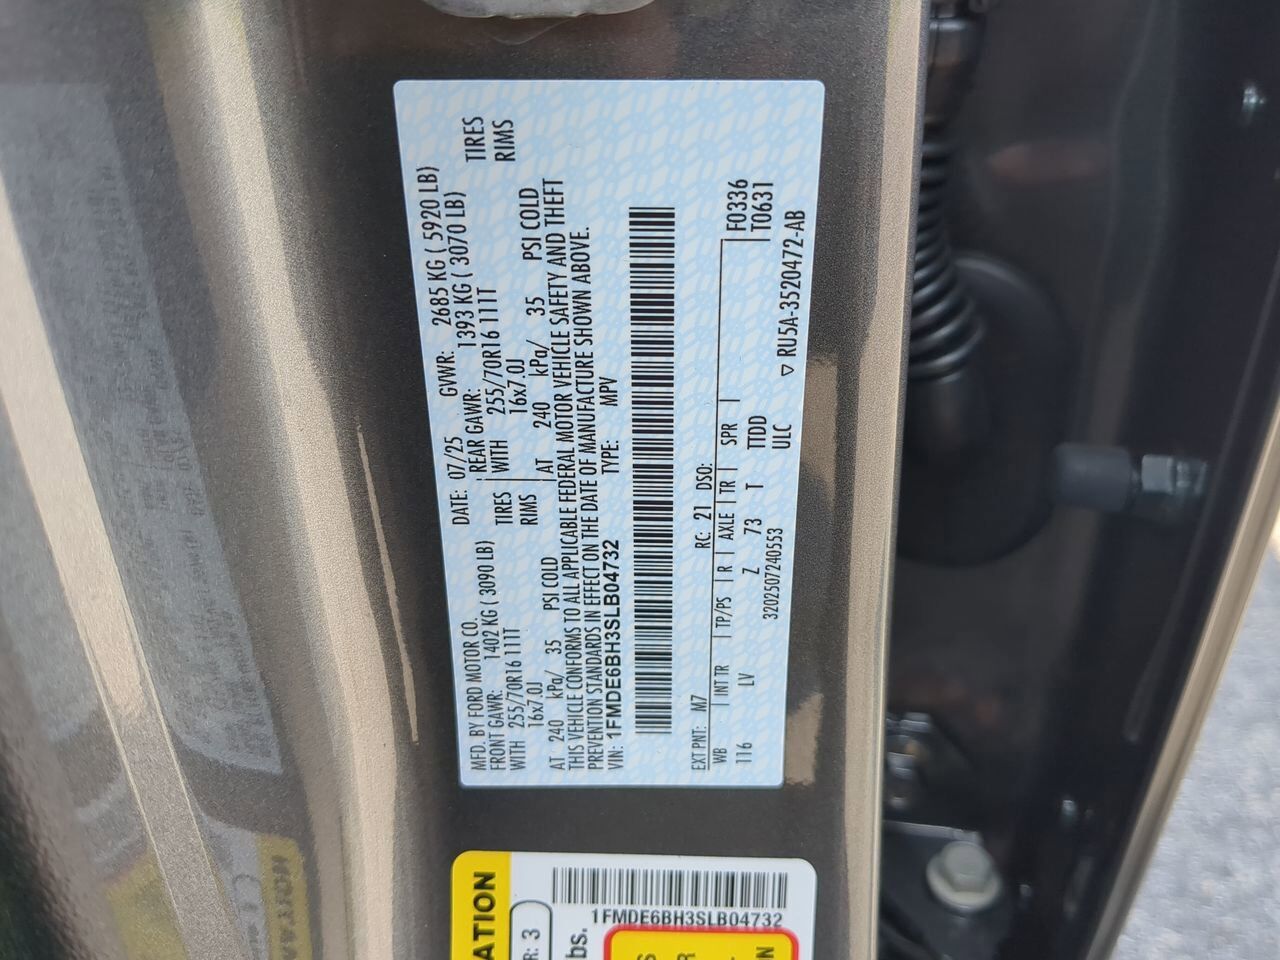 MFD. BY FORD MOTOR CO.
DATE: 07/25 GVWR: 2685 KG ( 5920 LB)
FRONT GAWR: 1402 KG ( 3090 LB) REAR GAWR: 1393 KG ( 3070 LB)
WITH 255/70R16 111T TIRES WITH 255/70R16 111T TIRES
16x7.0J RIMS 16x7.0J RIMS
AT 240 kPa/ 35 PSI COLD AT 240 kPa/ 35 PSI COLD
THIS VEHICLE CONFORMS TO ALL APPLICABLE FEDERAL MOTOR VEHICLE SAFETY AND THEFT
PREVENTION STANDARDS IN EFFECT ON THE DATE OF MANUFACTURE SHOWN ABOVE.
VIN: 1FMDE6BH3SLB04732 TYPE: MPV
EXT PNT: M7 RC: 21 DSO: F0336
WB INT TR TP/PS R AXLE TR SPR T0631
116 LV Z 73 T TTDD
ULC
3202507240553 ▽ RU5A-3520472-AB
ATION
R: 3
1FMDE6BH3SLB04732
bs.